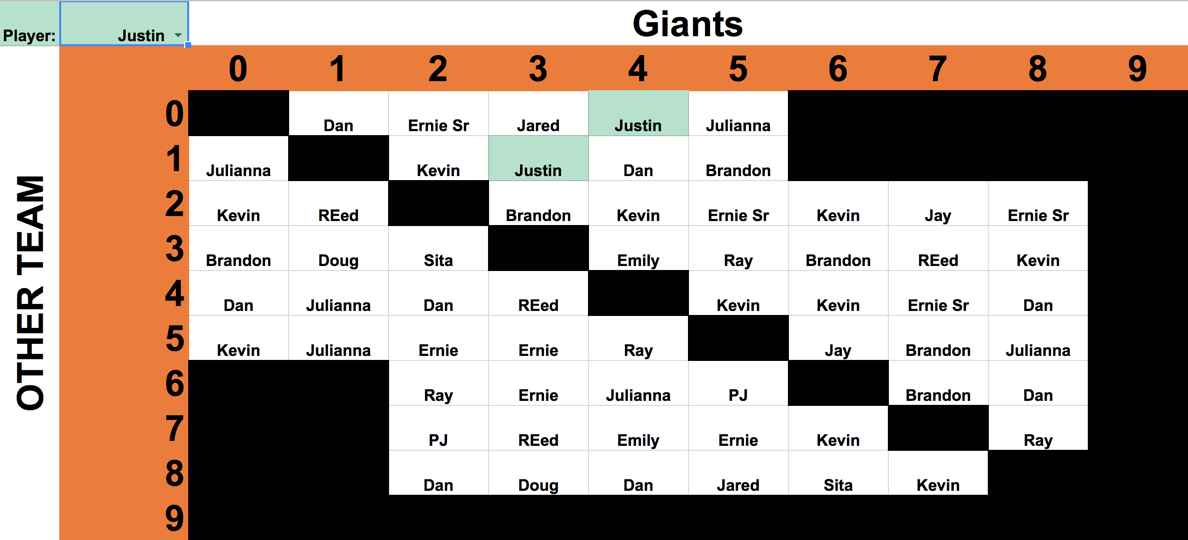 Giants
Player: Justin
0 1 2 3 4 5 6 7 8 9
OTHER TEAM
0 Dan Ernie Sr Jared Justin Julianna
1 Julianna Kevin Justin Dan Brandon
2 Kevin REed Brandon Kevin Ernie Sr Kevin Jay Ernie Sr
3 Brandon Doug Sita Emily Ray Brandon REed Kevin
4 Dan Julianna Dan REed Kevin Kevin Ernie Sr Dan
5 Kevin Julianna Ernie Ernie Ray Jay Brandon Julianna
6 Ray Ernie Julianna PJ Brandon Dan
7 PJ REed Emily Ernie Kevin Ray
8 Dan Doug Dan Jared Sita Kevin
9